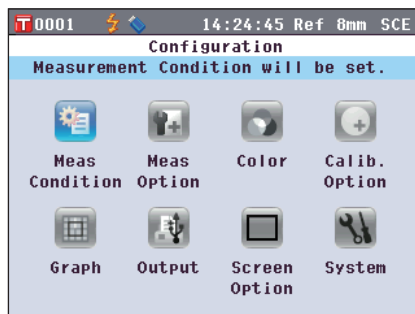 T 0001 14:24:45 Ref 8mm SCE
Configuration
Measurement Condition will be set.
Meas Condition
Meas Option
Color
Calib. Option
Graph
Output
Screen Option
System